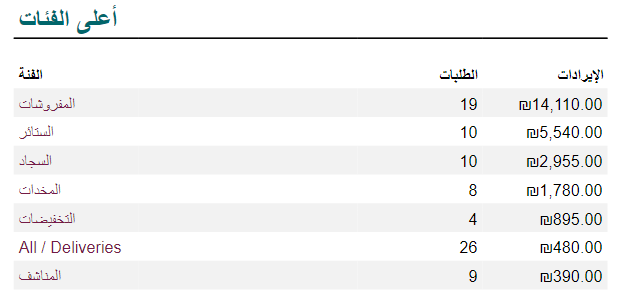 أعلى الفئات
الفئة الطلبات الإيرادات
المفروشات 19 ₪14,110.00
الستائر 10 ₪5,540.00
السجاد 10 ₪2,955.00
المخدات 8 ₪1,780.00
التخفيضات 4 ₪895.00
All / Deliveries 26 ₪480.00
المناشف 9 ₪390.00